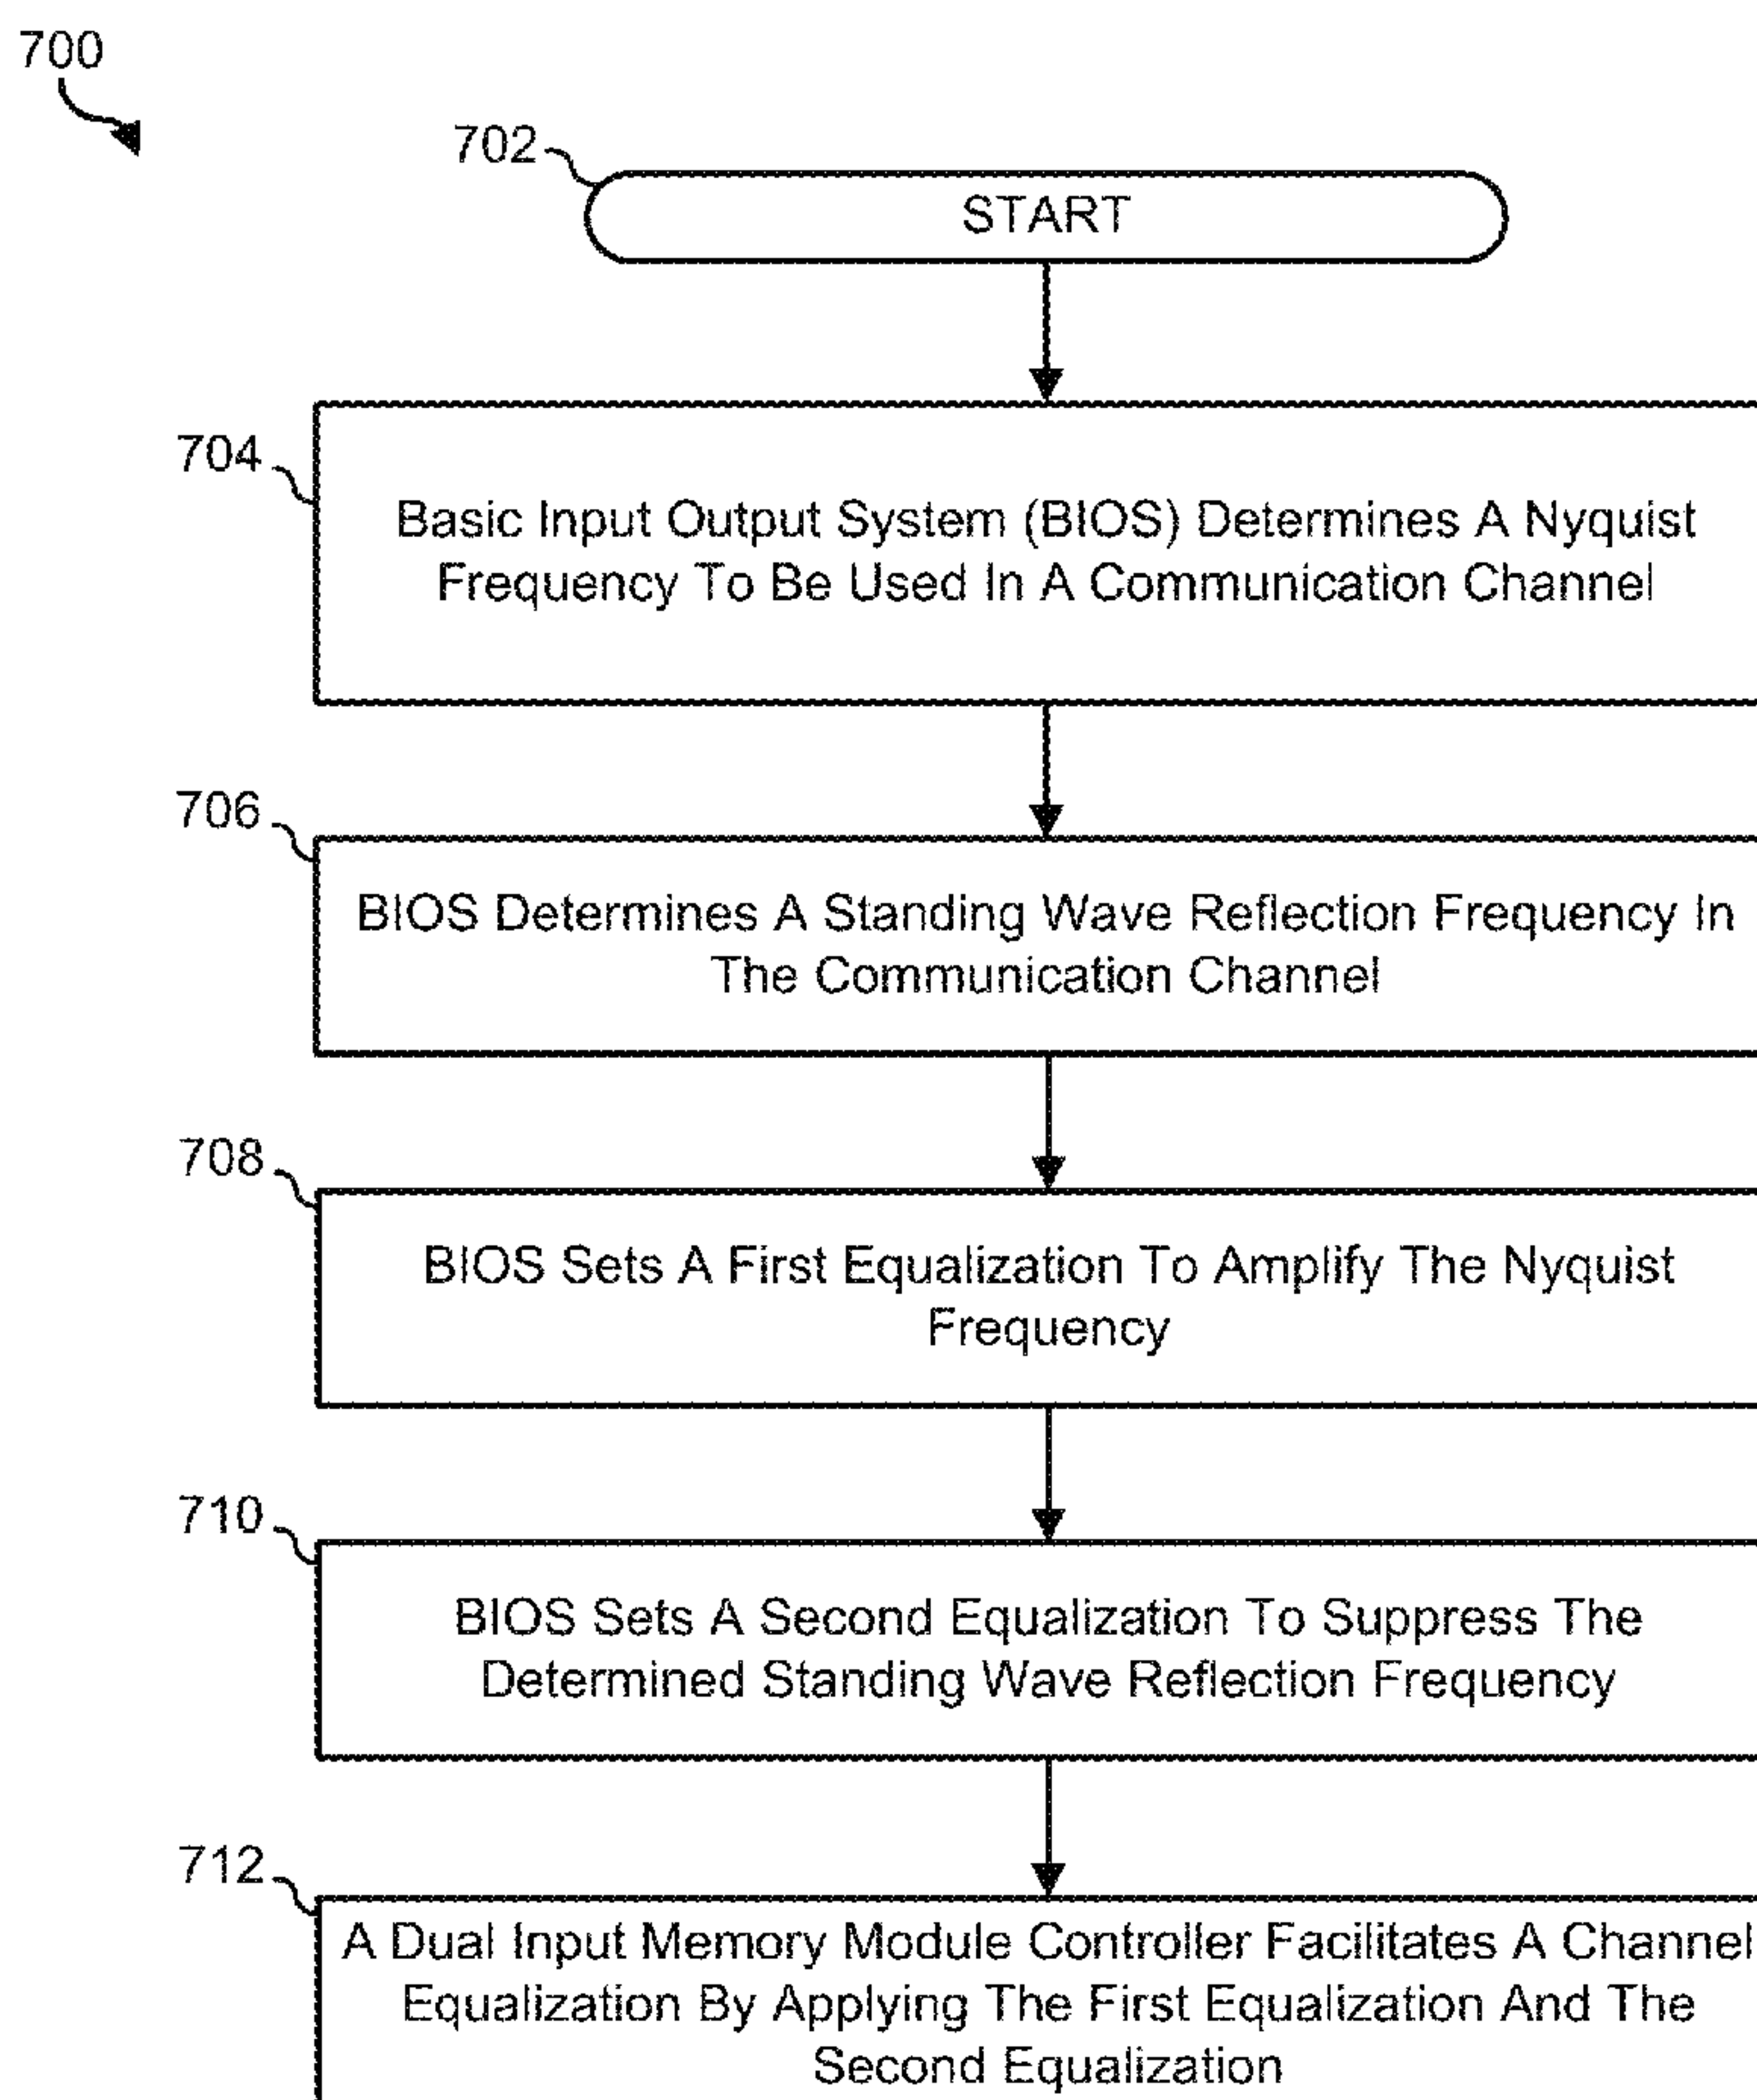 700
702
START
704
Basic Input Output System (BIOS) Determines A Nyquist
Frequency To Be Used In A Communication Channel
706
BIOS Determines A Standing Wave Reflection Frequency In
The Communication Channel
708
BIOS Sets A First Equalization To Amplify The Nyquist
Frequency
710
BIOS Sets A Second Equalization To Suppress The
Determined Standing Wave Reflection Frequency
712
A Dual Input Memory Module Controller Facilitates A Channel
Equalization By Applying The First Equalization And The
Second Equalization